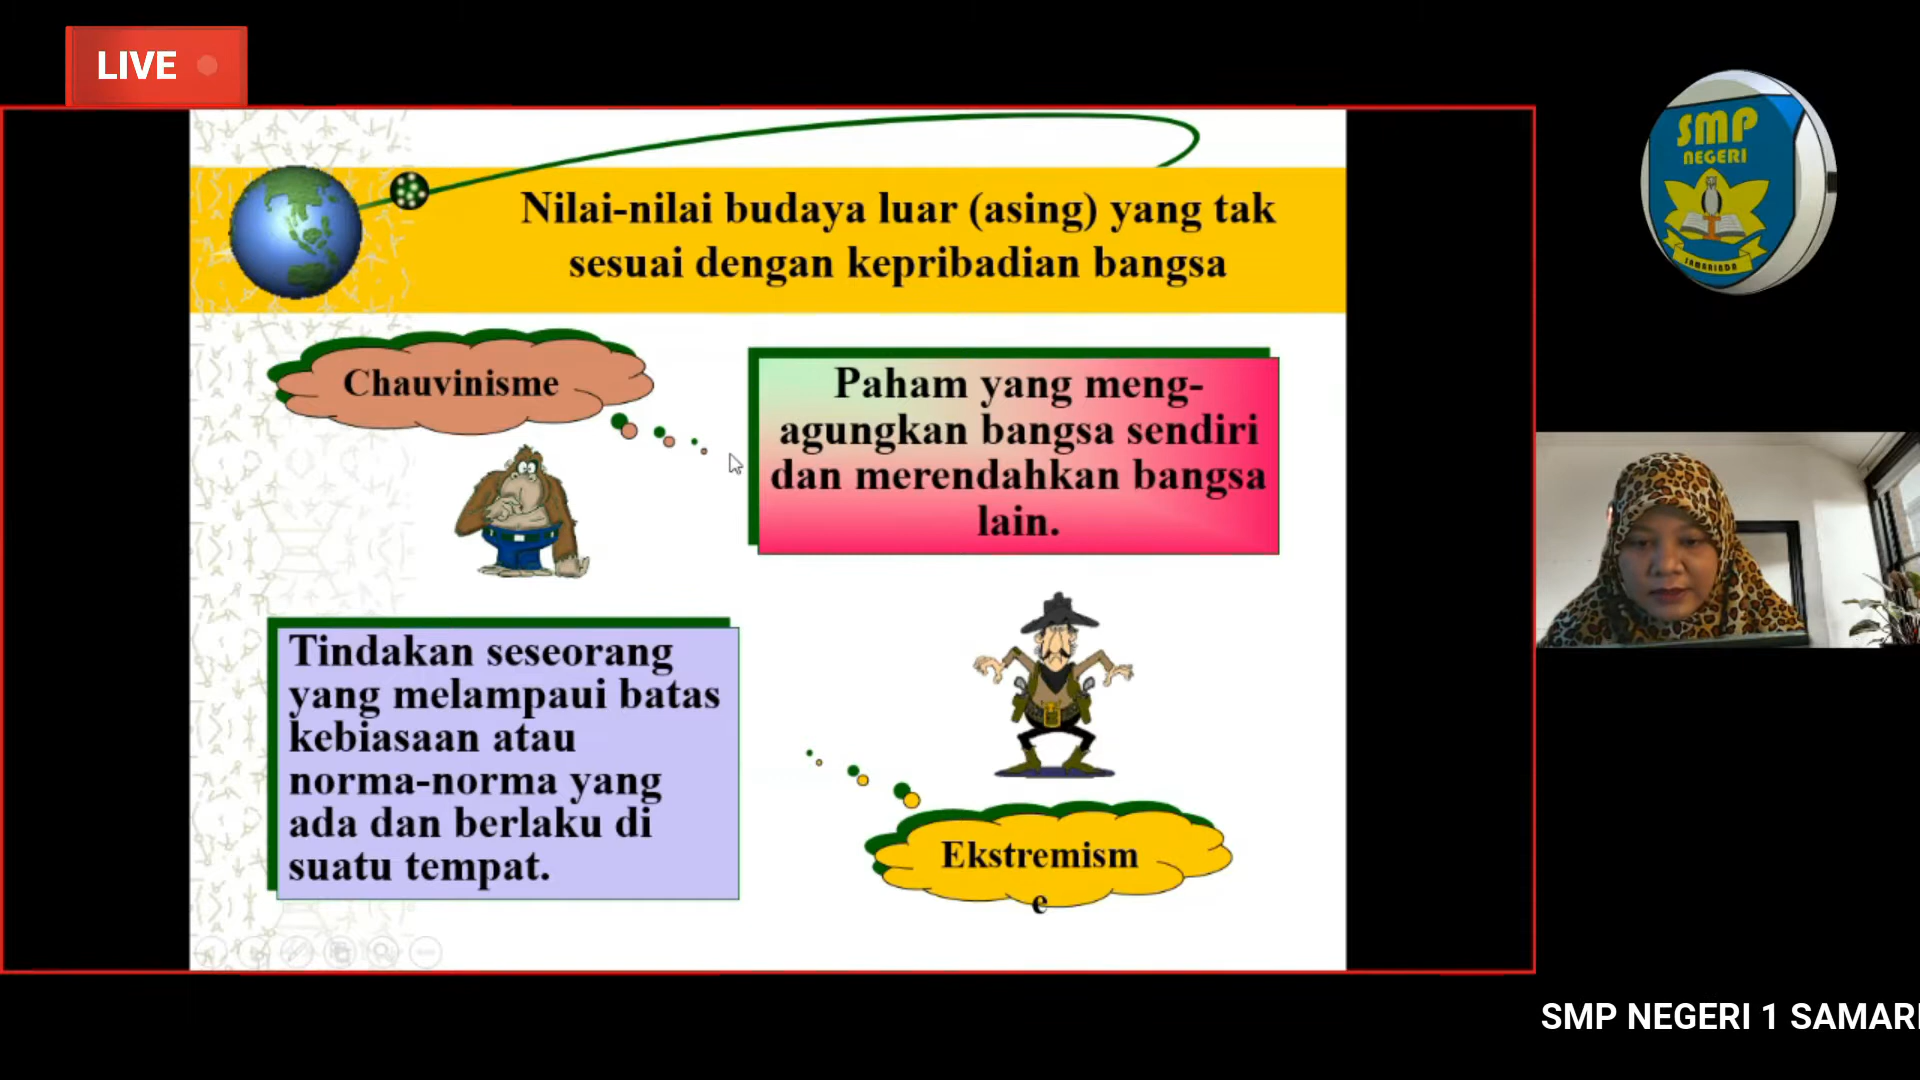 LIVE
SMP
NEGERI
SAMARINDA
Nilai-nilai budaya luar (asing) yang tak
sesuai dengan kepribadian bangsa
Chauvinisme
Paham yang meng-
agungkan bangsa sendiri
dan merendahkan bangsa
lain.
Tindakan seseorang
yang melampaui batas
kebiasaan atau
norma-norma yang
ada dan berlaku di
suatu tempat.
Ekstremism
e
SMP NEGERI 1 SAMARI